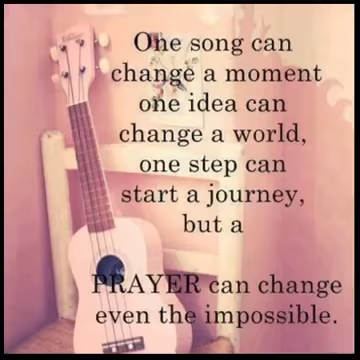 One song can
change a moment
one idea can
change a world,
one step can
start a journey,
but a
PRAYER can change
even the impossible.